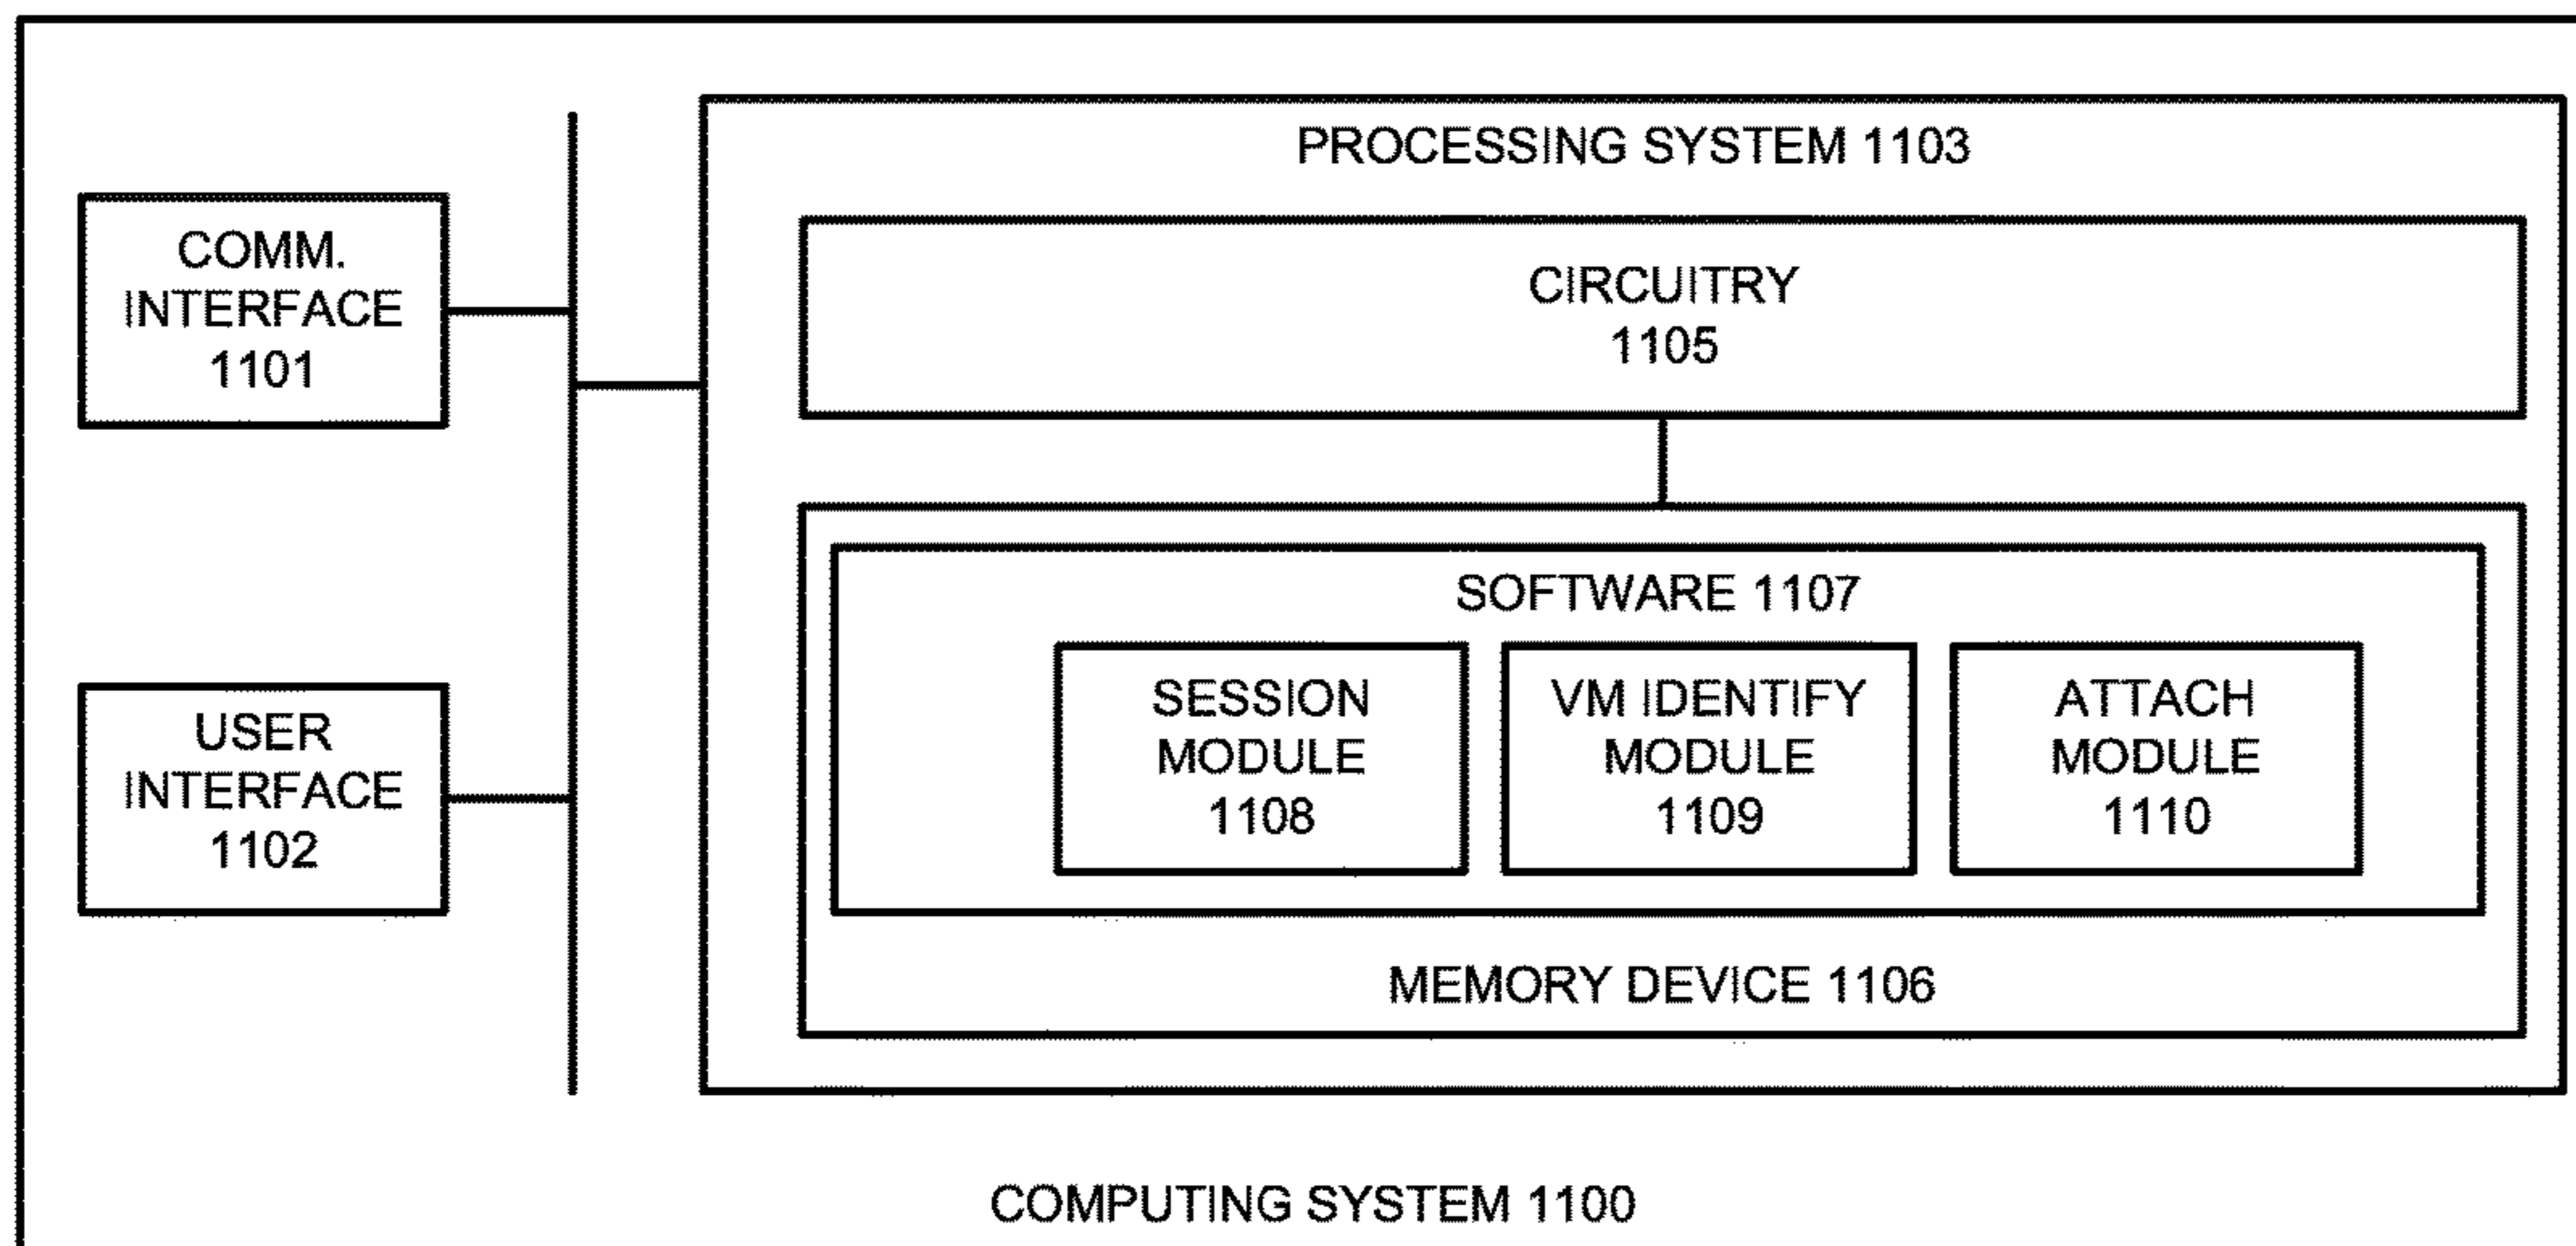 PROCESSING SYSTEM 1103
COMM.
INTERFACE
1101
CIRCUITRY
1105
SOFTWARE 1107
USER
INTERFACE
1102
SESSION
MODULE
1108
VM IDENTIFY
MODULE
1109
ATTACH
MODULE
1110
MEMORY DEVICE 1106
COMPUTING SYSTEM 1100